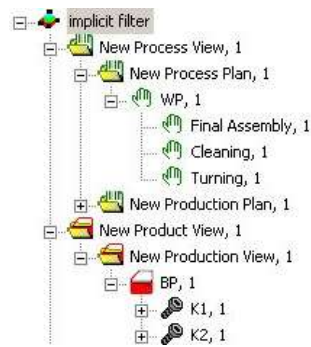 implicit filter
New Process View, 1
New Process Plan, 1
WP, 1
Final Assembly, 1
Cleaning, 1
Turning, 1
New Production Plan, 1
New Product View, 1
New Production View, 1
BP, 1
K1, 1
K2, 1